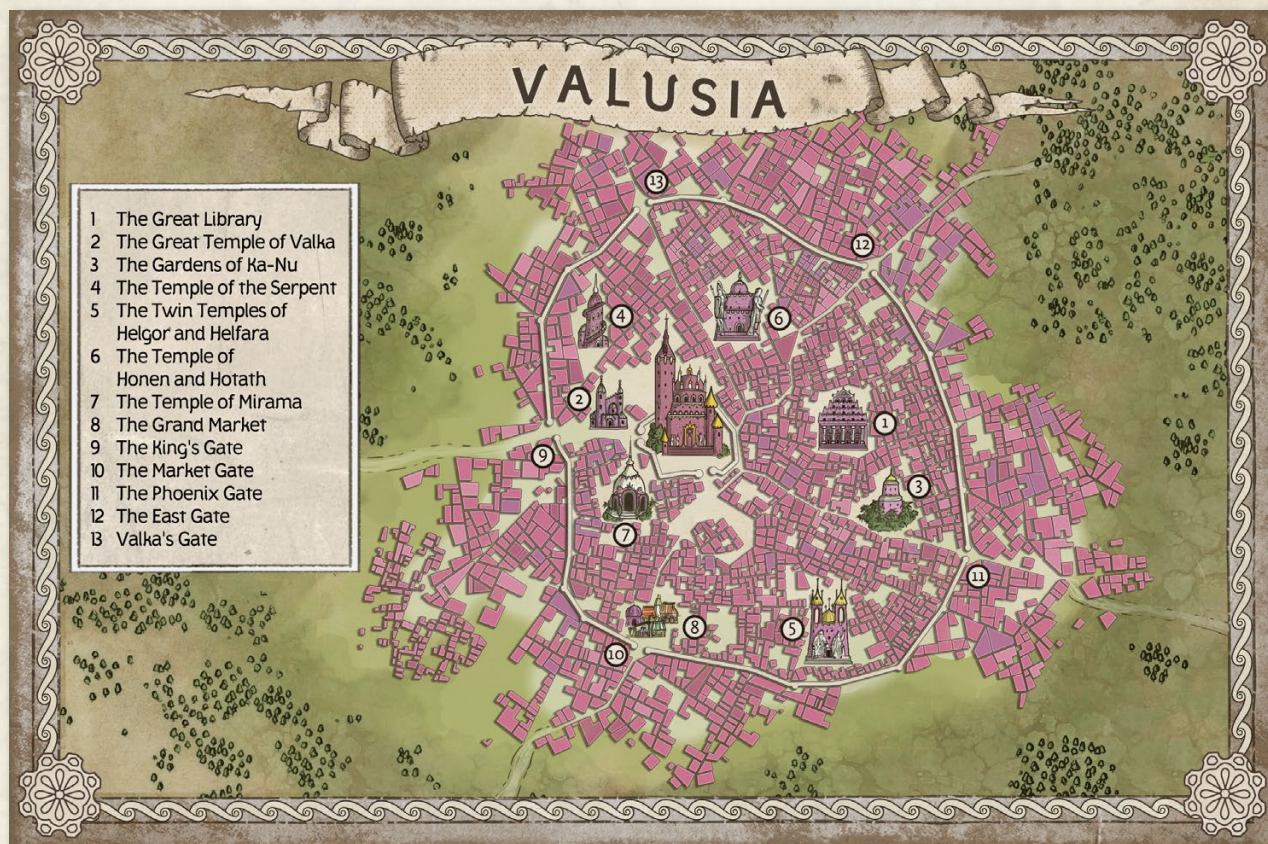 VALUSIA
1 The Great Library
2 The Great Temple of Valka
3 The Gardens of Ka-Nu
4 The Temple of the Serpent
5 The Twin Temples of
Helgor and Helfara
6 The Temple of
Honen and Hotath
7 The Temple of Mirama
8 The Grand Market
9 The King's Gate
10 The Market Gate
11 The Phoenix Gate
12 The East Gate
13 Valka's Gate
13
12
4
6
2
1
9
3
7
11
8
5
10